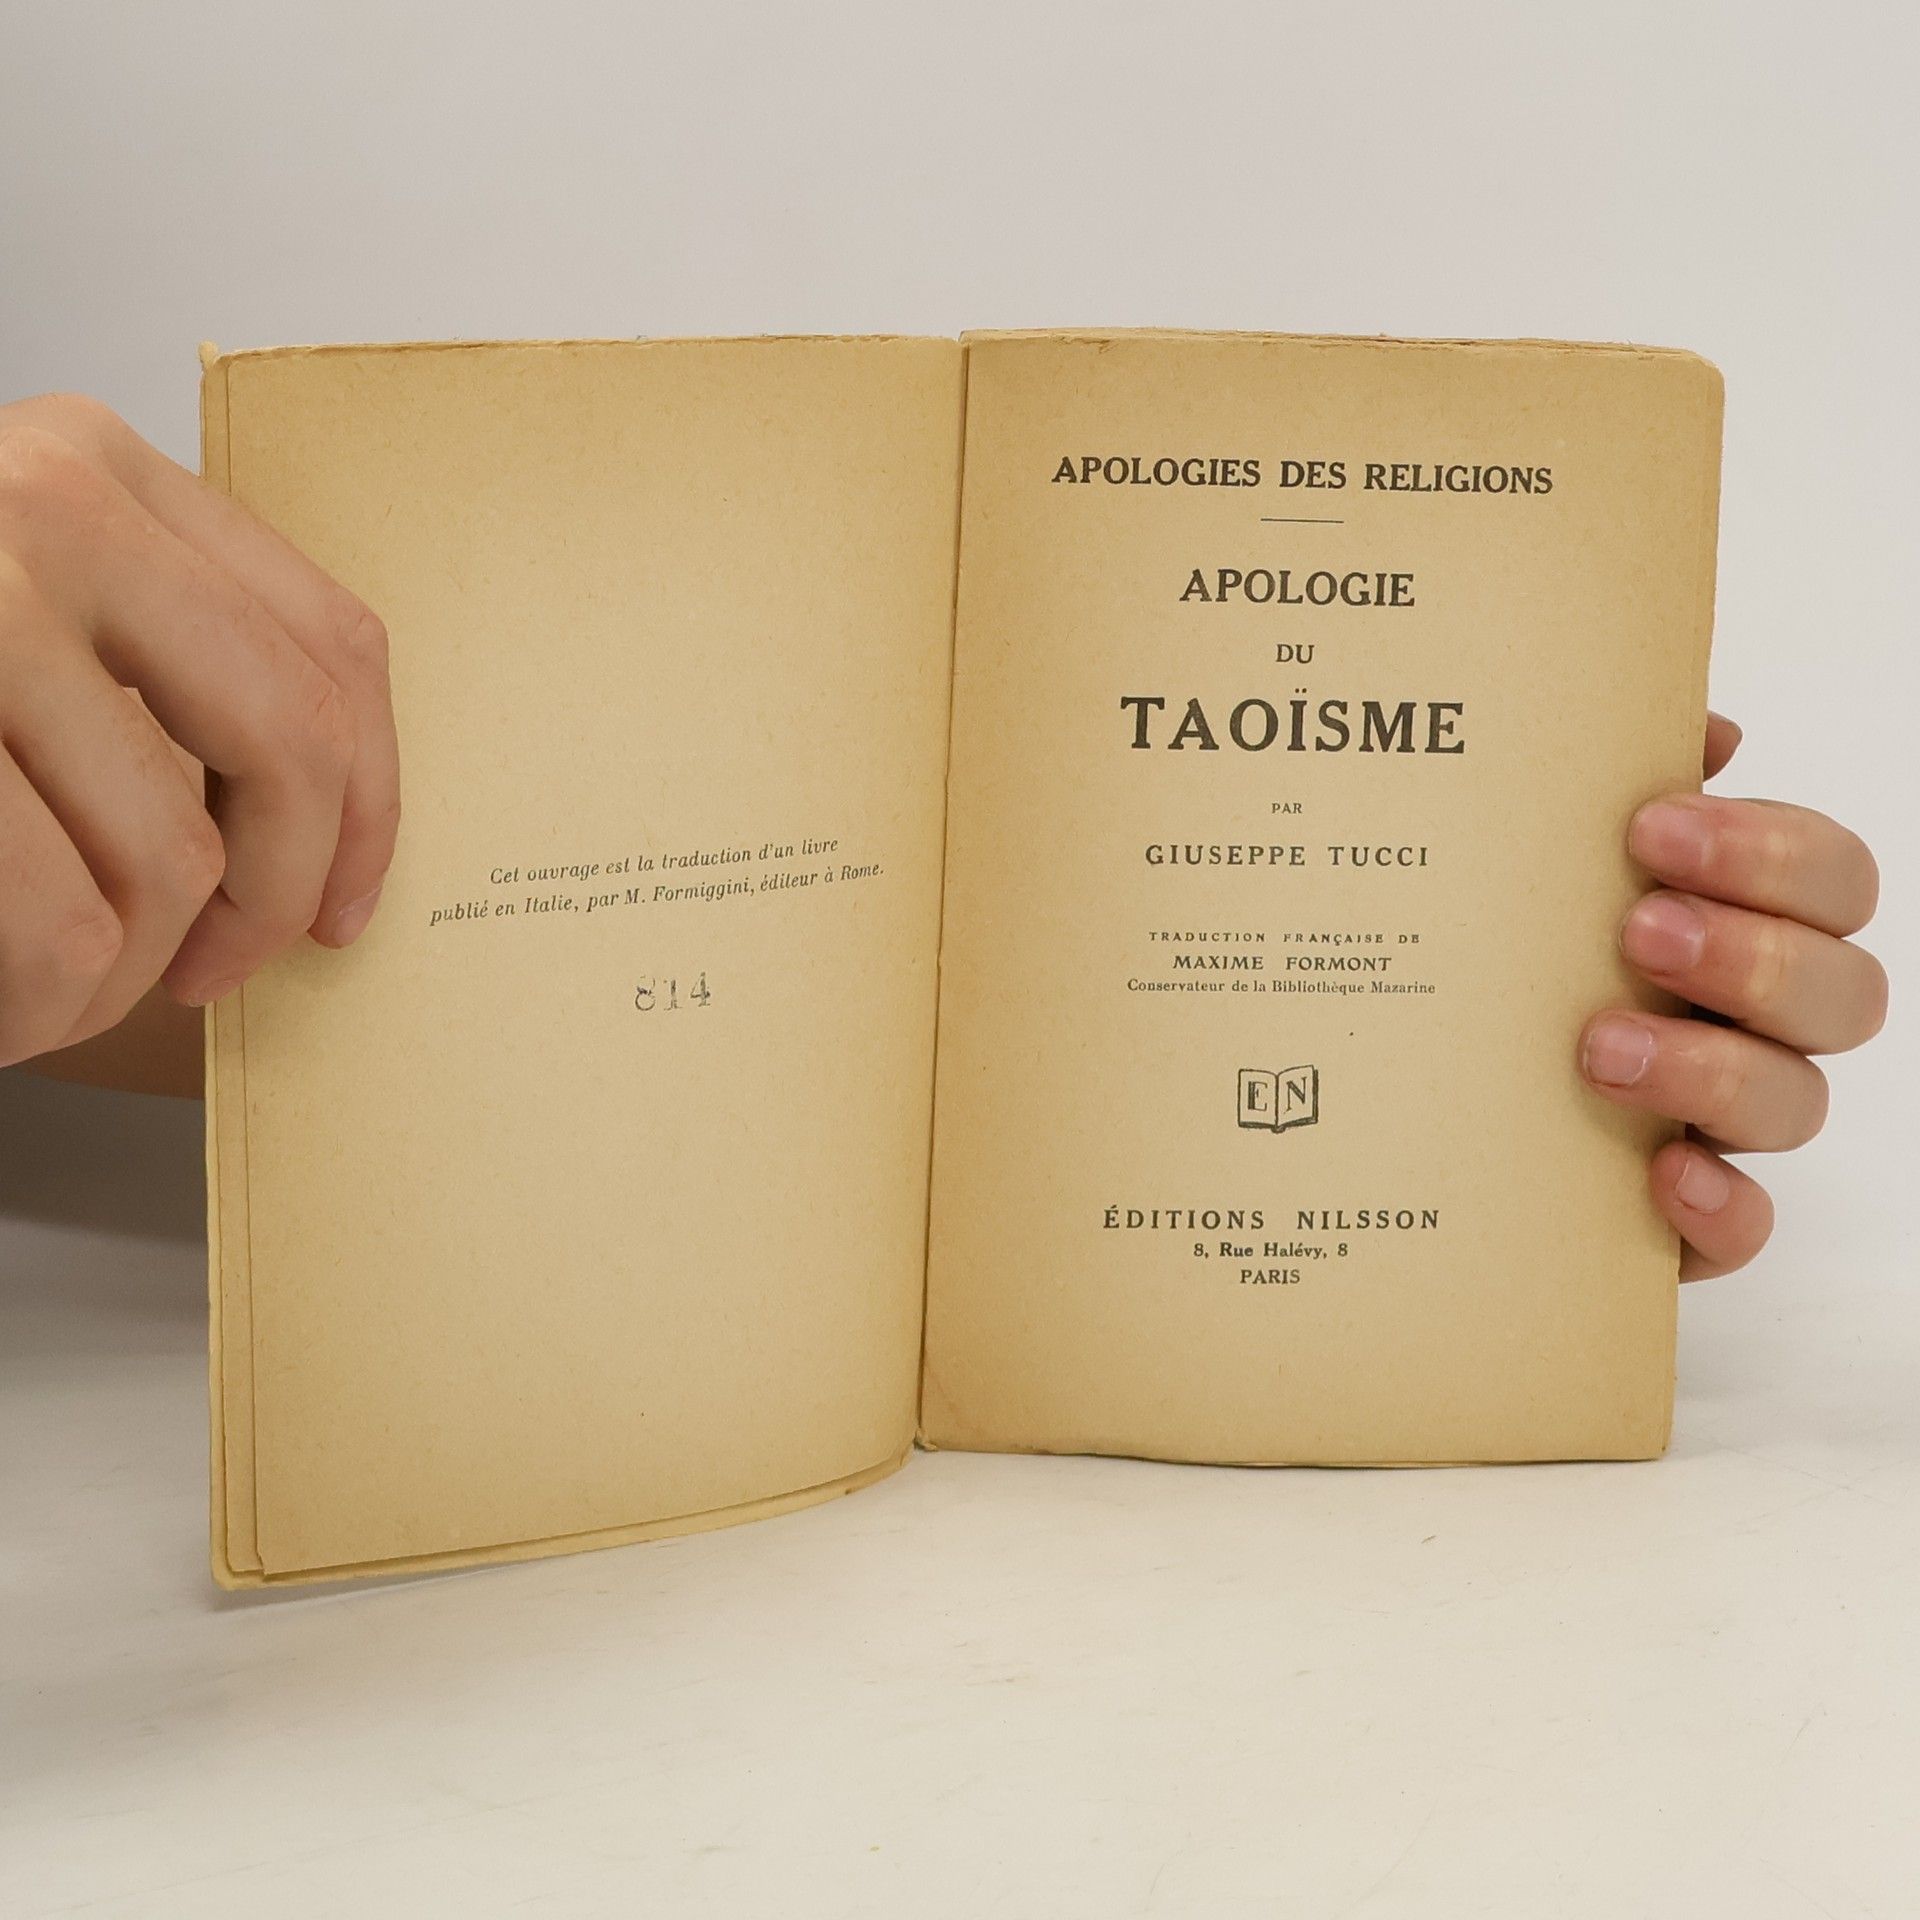 Cet ouvrage est la traduction d'un livre
publié en Italie, par M. Formiggini, éditeur à Rome.
814
APOLOGIES DES RELIGIONS
APOLOGIE
DU
TAOÏSME
PAR
GIUSEPPE TUCCI
TRADUCTION FRANÇAISE DE
MAXIME FORMONT
Conservateur de la Bibliothèque Mazarine
E N
ÉDITIONS NILSSON
8, Rue Halévy, 8
PARIS